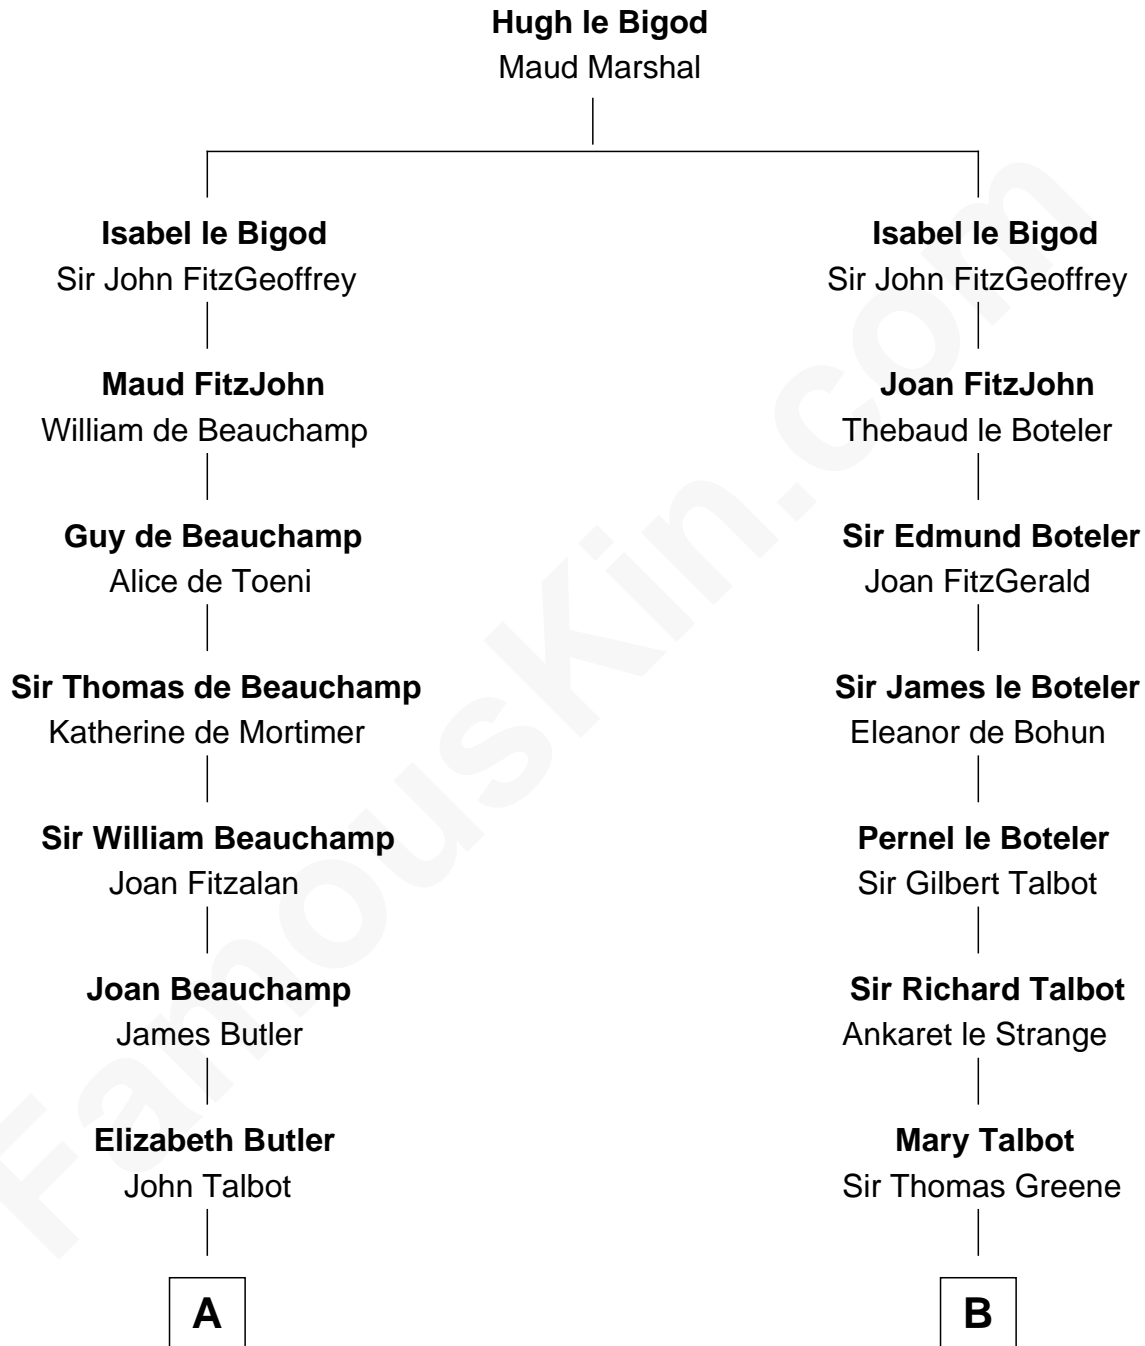 Hugh le Bigod
Maud Marshal
Isabel le Bigod
Sir John FitzGeoffrey
Maud FitzJohn
William de Beauchamp
Guy de Beauchamp
Alice de Toeni
Sir Thomas de Beauchamp
Katherine de Mortimer
Sir William Beauchamp
Joan Fitzalan
Joan Beauchamp
James Butler
Elizabeth Butler
John Talbot
A
Isabel le Bigod
Sir John FitzGeoffrey
Joan FitzJohn
Thebaud le Boteler
Sir Edmund Boteler
Joan FitzGerald
Sir James le Boteler
Eleanor de Bohun
Pernel le Boteler
Sir Gilbert Talbot
Sir Richard Talbot
Ankaret le Strange
Mary Talbot
Sir Thomas Greene
B
FamousKin.com